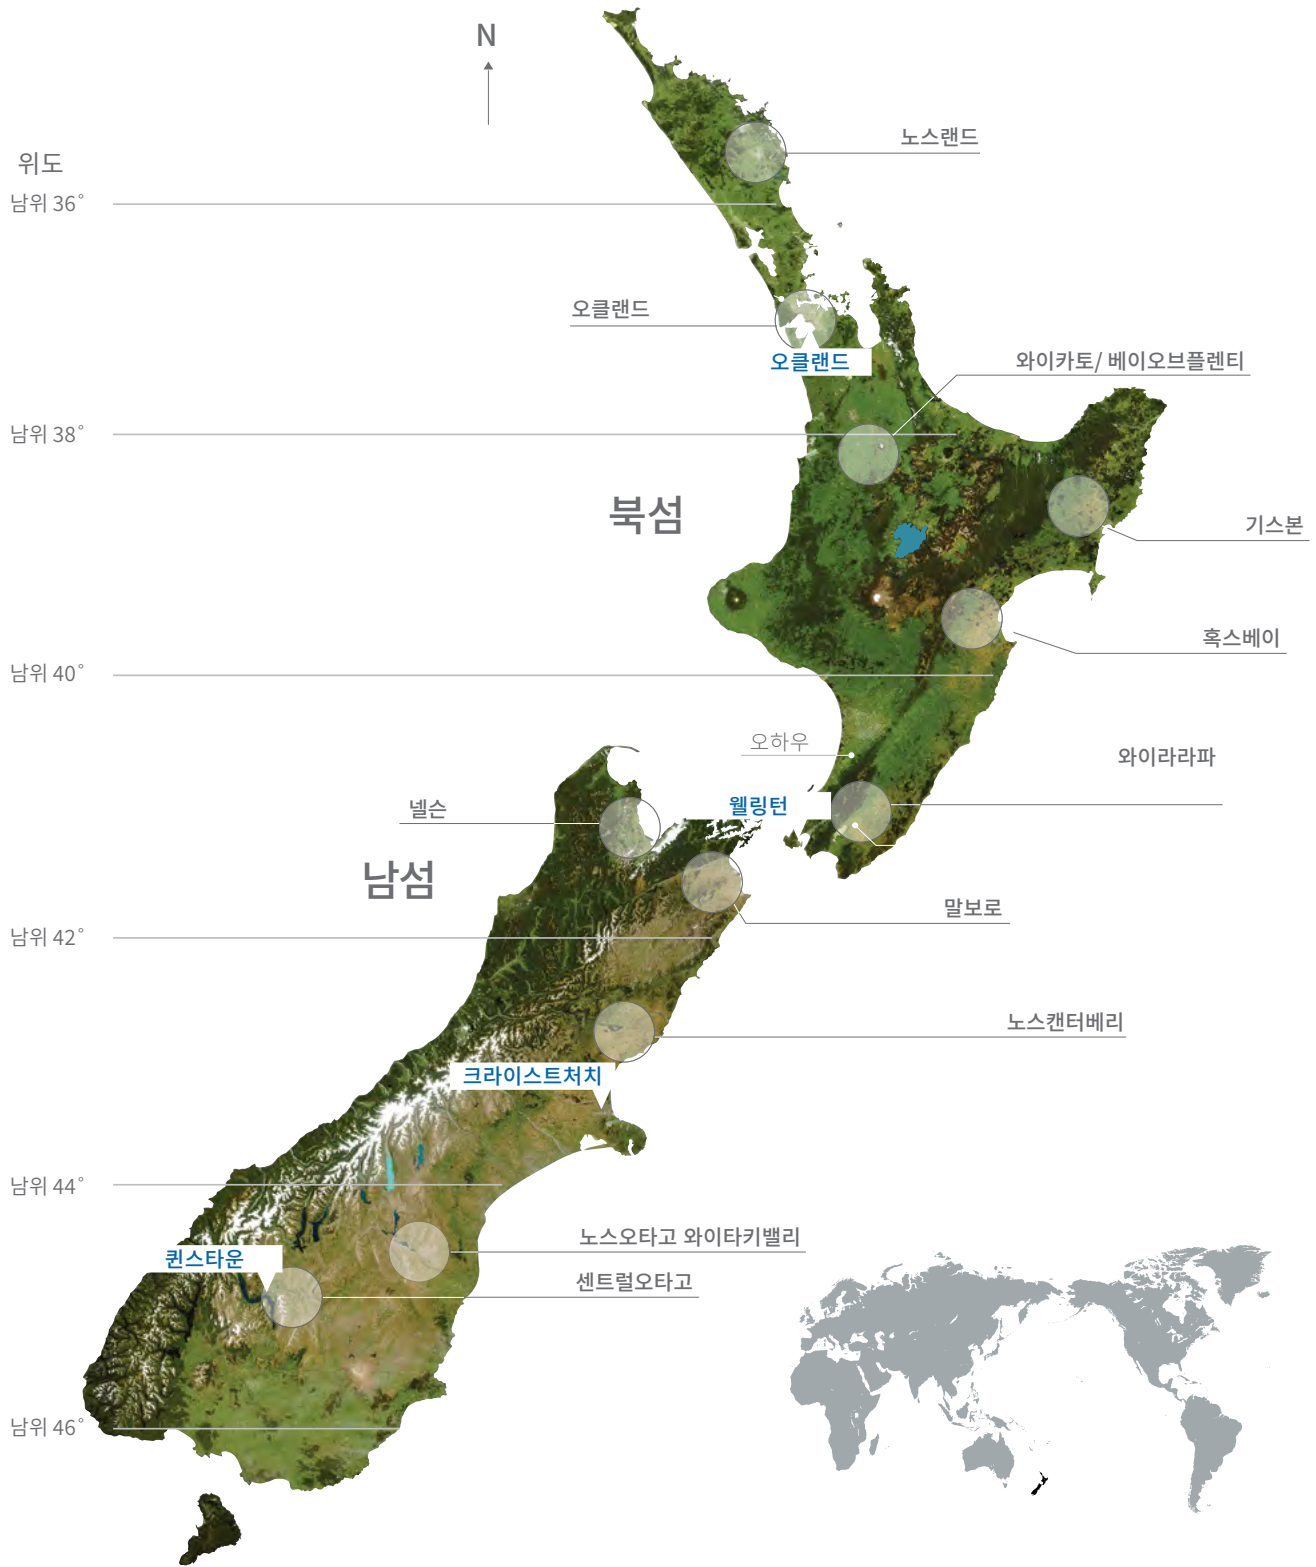 N
노스랜드
위도
남위 36°
오클랜드
오클랜드
와이카토/ 베이오브플렌티
남위 38°
북섬
기스본
혹스베이
남위 40°
오하우
와이라라파
넬슨
웰링턴
남섬
말보로
남위 42°
노스캔터베리
크라이스트처치
남위 44°
노스오타고 와이타키밸리
퀸스타운
센트럴오타고
남위 46°